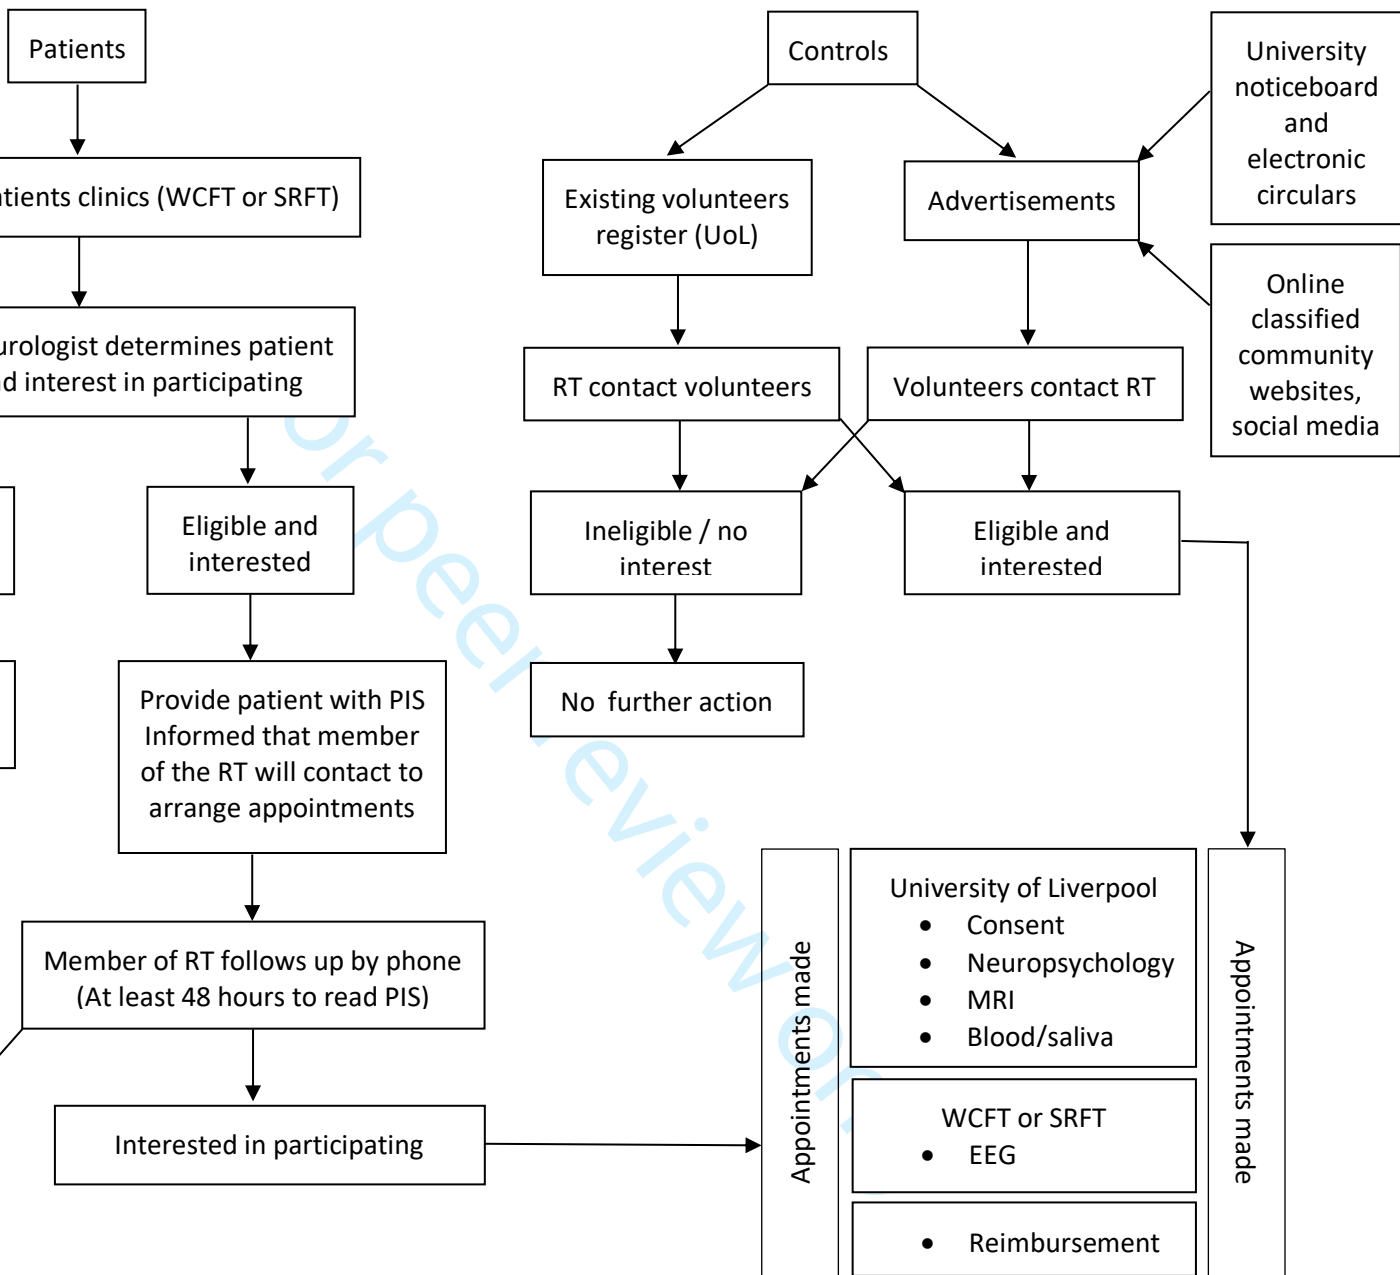 Patients
Controls
University
noticeboard
and
electronic
circulars
tients clinics (WCFT or SRFT)
Existing volunteers
register (UoL)
Advertisements
Online
classified
community
websites,
social media
urologist determines patient
d interest in participating
RT contact volunteers
Volunteers contact RT
Eligible and
interested
Ineligible / no
interest
Eligible and
interested
Provide patient with PIS
Informed that member
of the RT will contact to
arrange appointments
No further action
Member of RT follows up by phone
(At least 48 hours to read PIS)
Interested in participating
Appointments made
University of Liverpool
• Consent
• Neuropsychology
• MRI
• Blood/saliva
WCFT or SRFT
• EEG
• Reimbursement
Appointments made
or peer review on